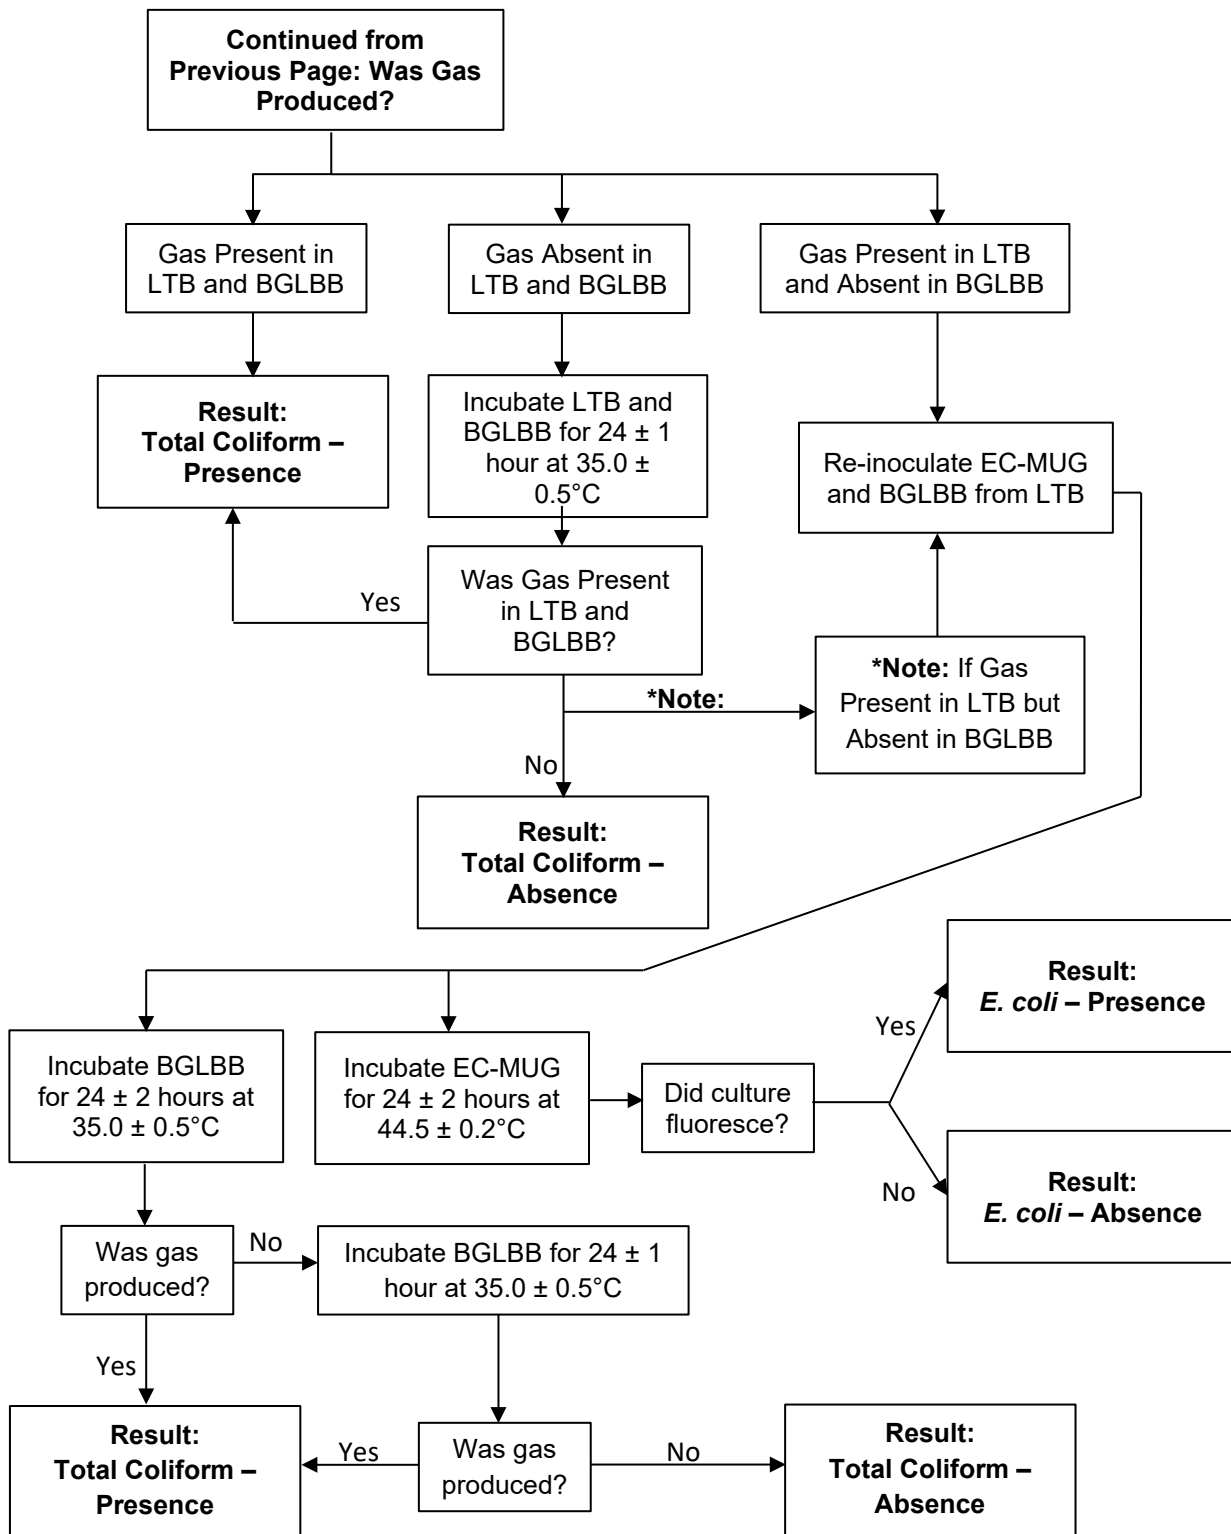 Continued from
Previous Page: Was Gas
Produced?
Gas Present in
LTB and BGLBB
Gas Absent in
LTB and BGLBB
Gas Present in LTB
and Absent in BGLBB
Result:
Total Coliform –
Presence
Incubate LTB and
BGLBB for 24 ± 1
hour at 35.0 ±
0.5°C
Re-inoculate EC-MUG
and BGLBB from LTB
Yes
Was Gas Present
in LTB and
BGLBB?
*Note:
*Note: If Gas
Present in LTB but
Absent in BGLBB
No
Result:
Total Coliform –
Absence
Incubate BGLBB
for 24 ± 2 hours at
35.0 ± 0.5°C
Incubate EC-MUG
for 24 ± 2 hours at
44.5 ± 0.2°C
Did culture
fluoresce?
Yes
Result:
E. coli – Presence
No
Result:
E. coli – Absence
Was gas
produced?
No
Incubate BGLBB for 24 ± 1
hour at 35.0 ± 0.5°C
Yes
Result:
Total Coliform –
Presence
Yes
Was gas
produced?
No
Result:
Total Coliform –
Absence